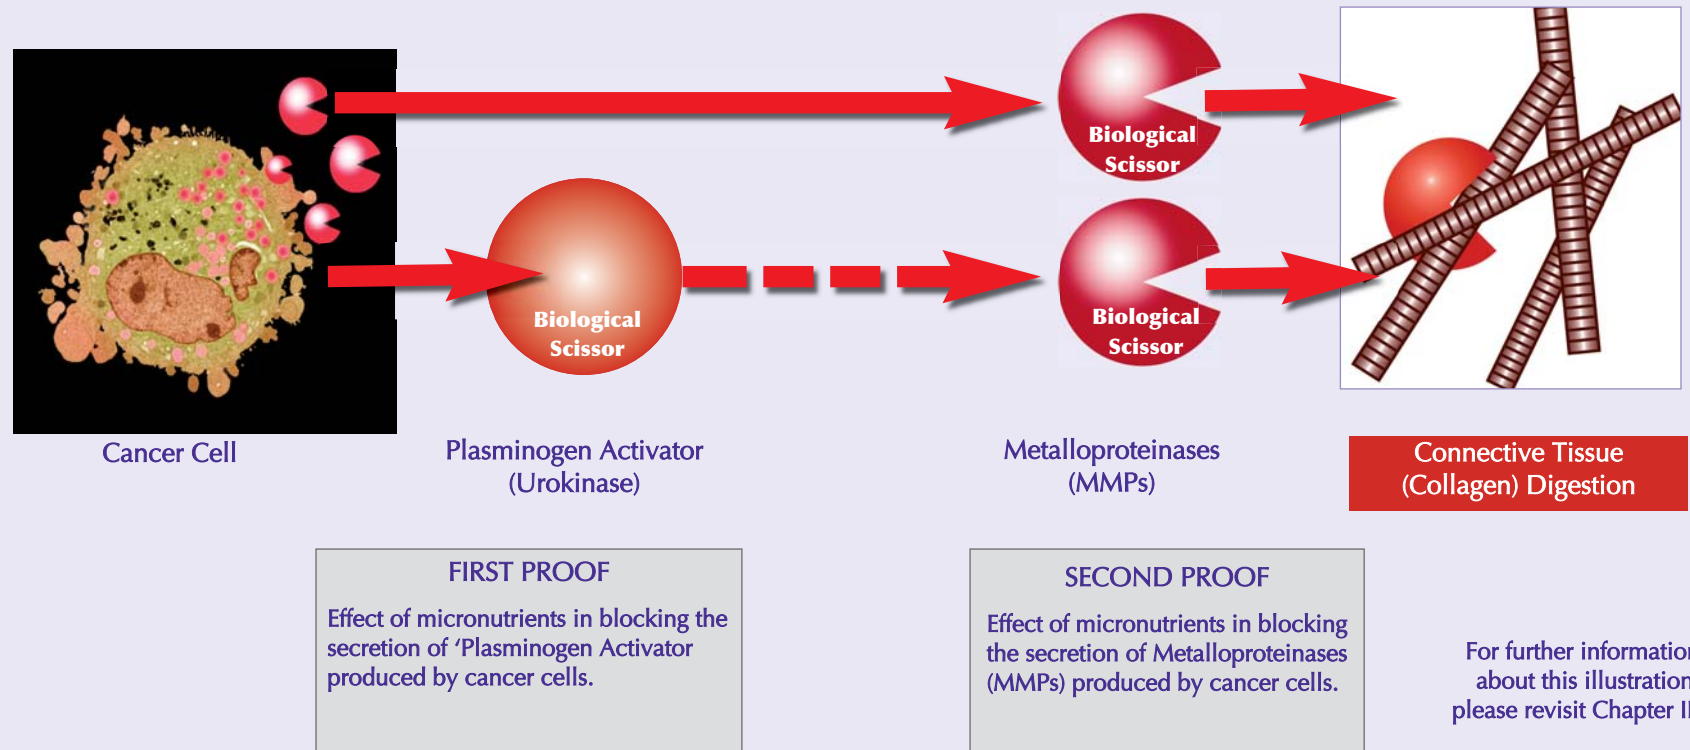 Biological
Scissor
Biological
Scissor
Biological
Scissor
Cancer Cell
Plasminogen Activator
(Urokinase)
Metalloproteinases
(MMPs)
Connective Tissue
(Collagen) Digestion
FIRST PROOF
Effect of micronutrients in blocking the
secretion of ‘Plasminogen Activator
produced by cancer cells.
SECOND PROOF
Effect of micronutrients in blocking
the secretion of Metalloproteinases
(MMPs) produced by cancer cells.
For further information
about this illustration
please revisit Chapter